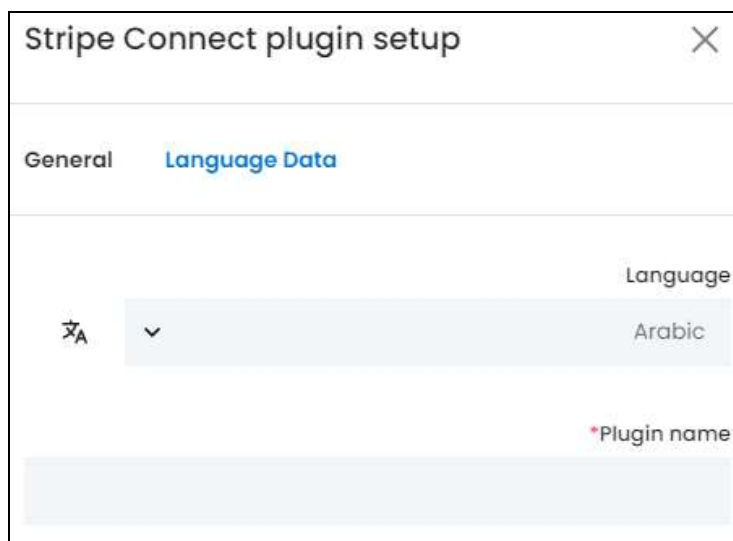 Stripe Connect plugin setup
General Language Data
Language
Arabic
*Plugin name